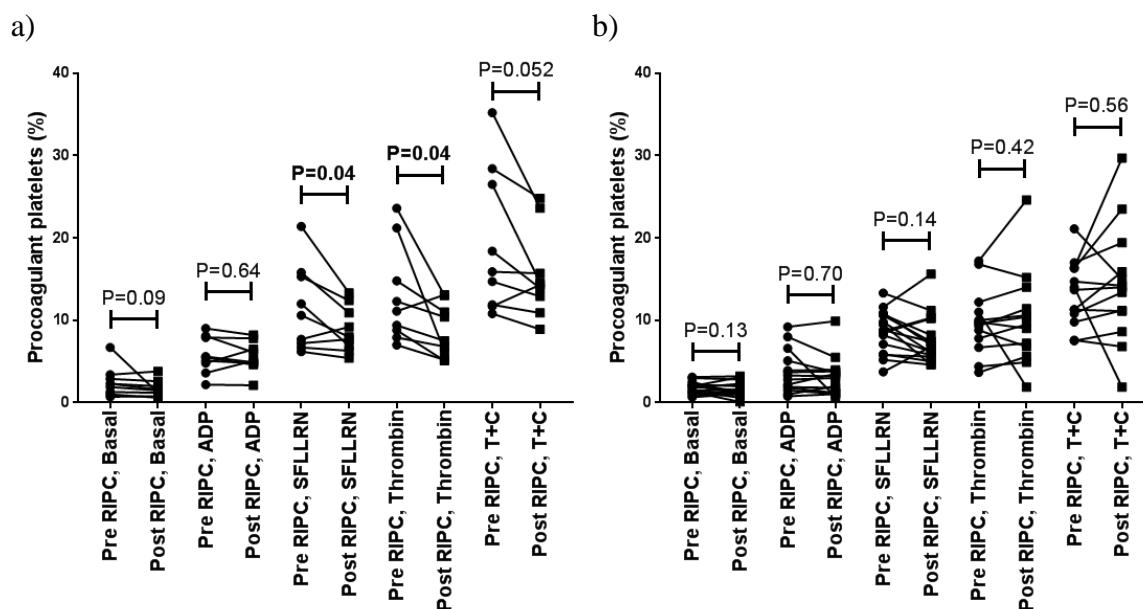 a)
Procoagulant platelets (%)
40
30
20
10
0
P=0.09
P=0.64
P=0.04
P=0.04
P=0.052
Pre RIPC, Basal
Post RIPC, Basal
Pre RIPC, ADP
Post RIPC, ADP
Pre RIPC, SFLLRN
Post RIPC, SFLLRN
Pre RIPC, Thrombin
Post RIPC, Thrombin
Pre RIPC, T+C
Post RIPC, T+C
b)
Procoagulant platelets (%)
40
30
20
10
0
P=0.13
P=0.70
P=0.14
P=0.42
P=0.56
Pre RIPC, Basal
Post RIPC, Basal
Pre RIPC, ADP
Post RIPC, ADP
Pre RIPC, SFLLRN
Post RIPC, SFLLRN
Pre RIPC, Thrombin
Post RIPC, Thrombin
Pre RIPC, T+C
Post RIPC, T+C